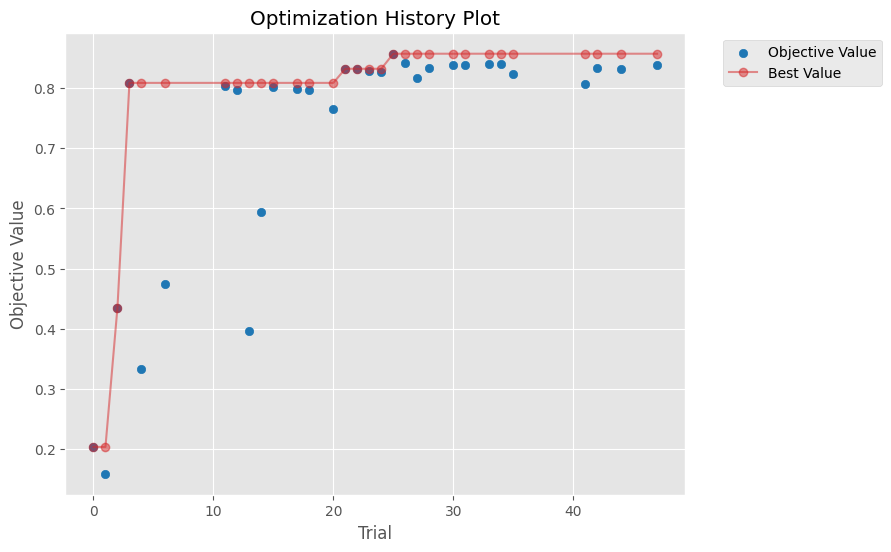 Optimization History Plot
Objective Value
Best Value
Objective Value
0.8
0.7
0.6
0.5
0.4
0.3
0.2
0
10
20
30
40
Trial